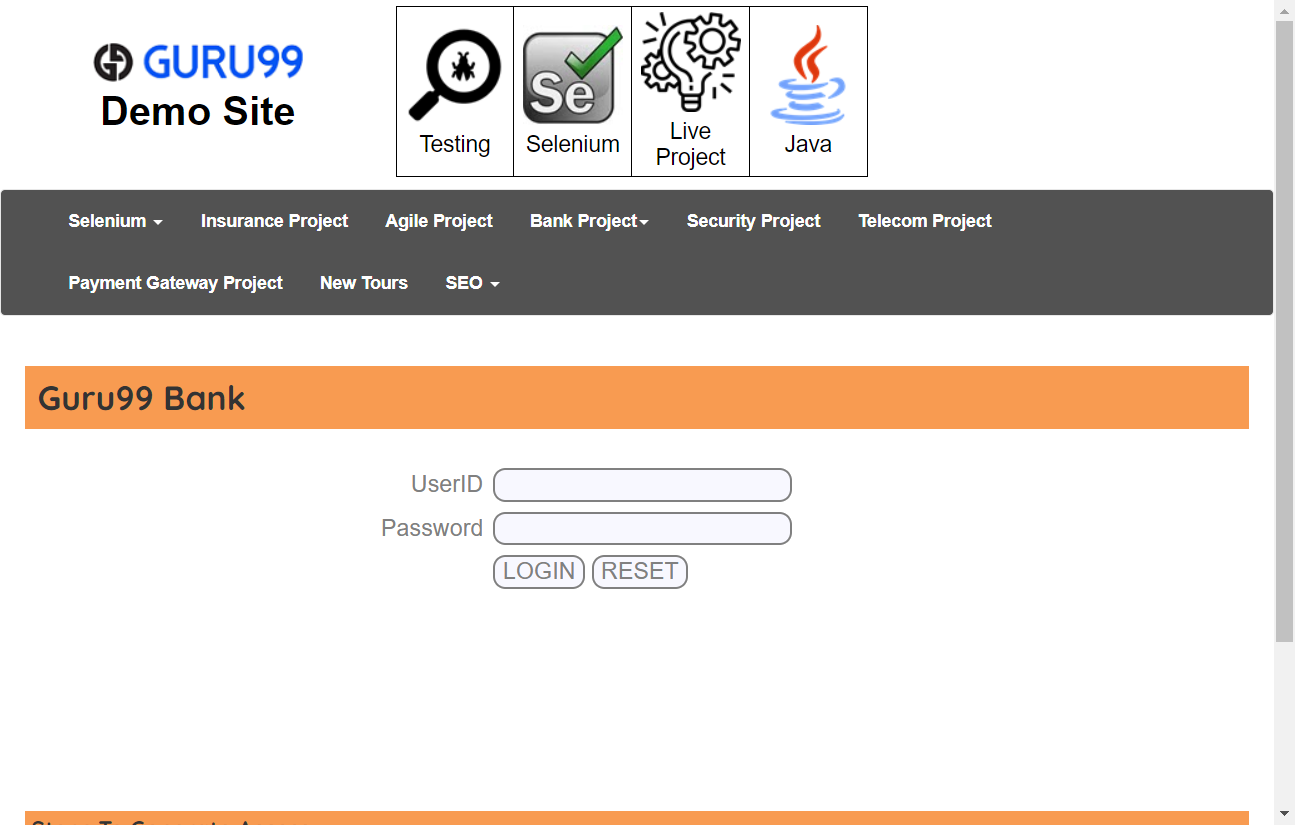 GURU99
Demo Site
Testing
Se
Selenium
Live
Project
Java
Selenium
Insurance Project
Agile Project
Bank Project
Security Project
Telecom Project
Payment Gateway Project
New Tours
SEO
Guru99 Bank
UserID
Password
LOGIN RESET